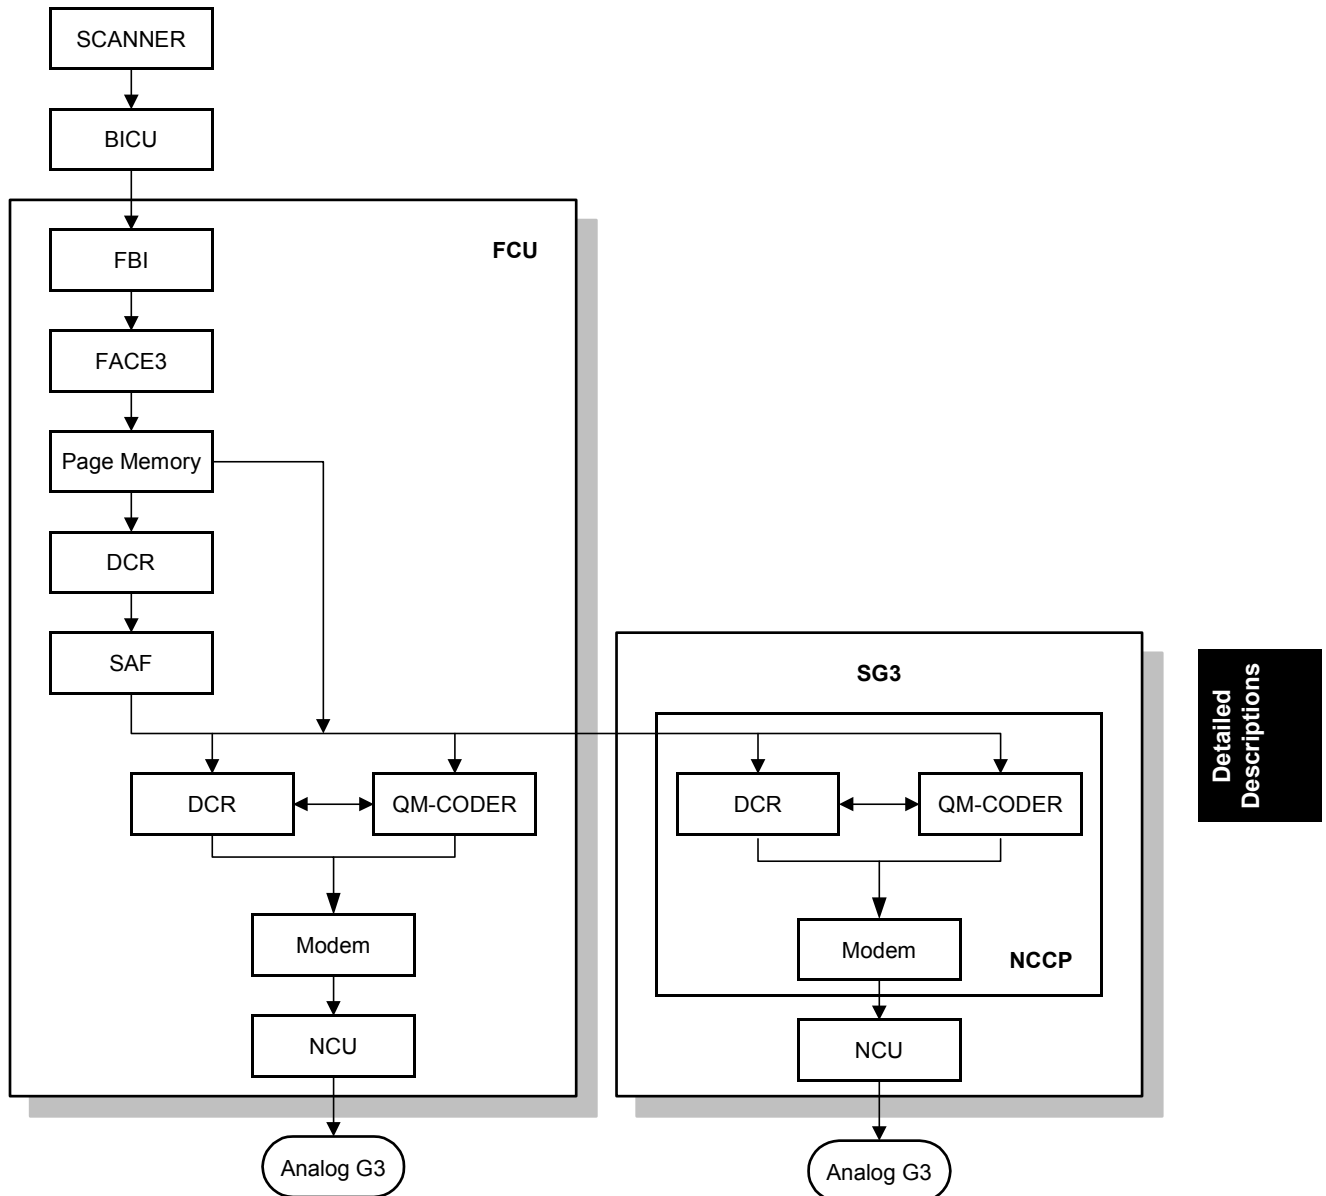 SCANNER
BICU
FCU
FBI
FACE3
Page Memory
DCR
SAF
DCR
QM-CODER
Modem
NCU
Analog G3
SG3
DCR
QM-CODER
Modem
NCCP
NCU
Analog G3
Detailed
Descriptions